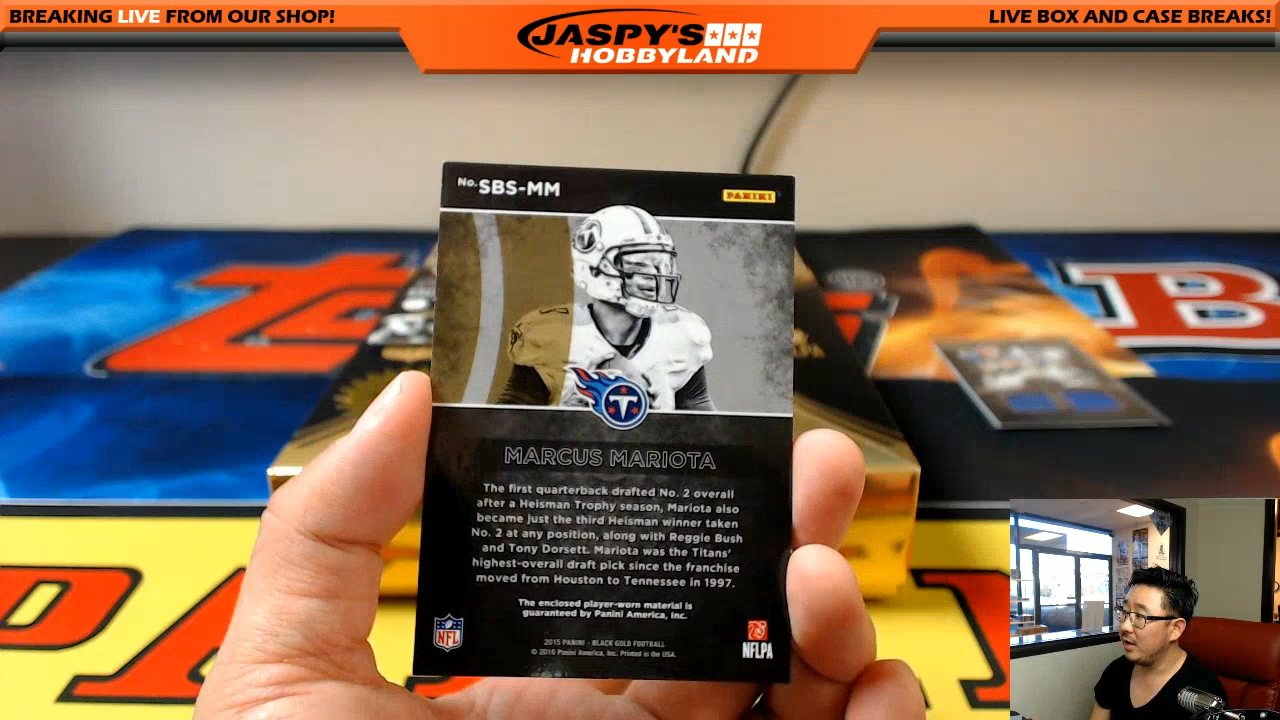 BREAKING LIVE FROM OUR SHOP!
JASPY'S
HOBBYLAND
LIVE BOX AND CASE BREAKS!
No. SBS-MM
PANINI
T
MARCUS MARIOTA
The first quarterback drafted No. 2 overall
after a Heisman Trophy season, Mariota also
became just the third Heisman winner taken
No. 2 at any position, along with Reggie Bush
and Tony Dorsett. Mariota was the Titans'
highest-overall draft pick since the franchise
moved from Houston to Tennessee in 1997.
The enclosed player-worn material is
guaranteed by Panini America, Inc.
NFL
NFLPA
2015 PANINI - BLACK GOLD FOOTBALL
© 2016 Panini America, Inc. Printed in the USA.
B